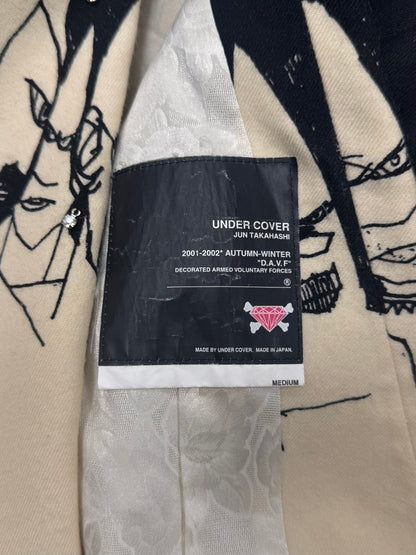 UNDER COVER
JUN TAKAHASHI
2001-2002* AUTUMN-WINTER
"D.A.V.F"
DECORATED ARMED VOLUNTARY FORCES
®
MADE BY UNDER COVER. MADE IN JAPAN.
MEDIUM